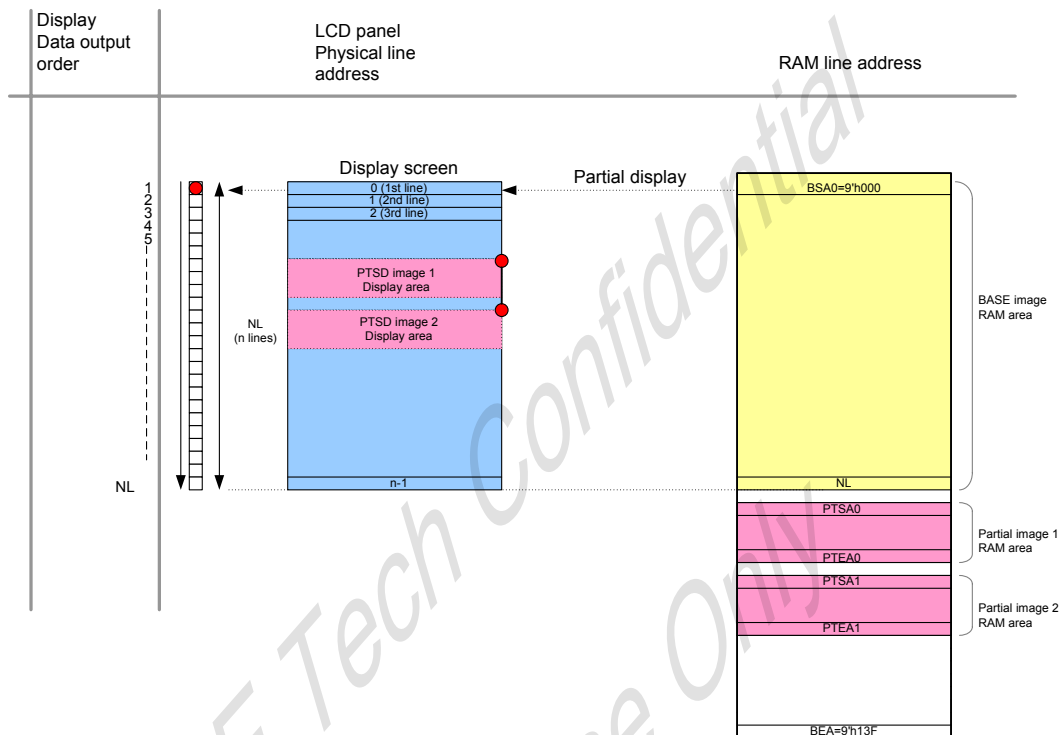 Display
Data output
order
LCD panel
Physical line
address
RAM line address
Display screen
Partial display
1
2
3
4
5
NL
NL
(n lines)
0 (1st line)
1 (2nd line)
2 (3rd line)
PTSD image 1
Display area
PTSD image 2
Display area
n-1
BSA0=9'h000
NL
BASE image
RAM area
PTSA0
PTEA0
Partial image 1
RAM area
PTSA1
PTEA1
Partial image 2
RAM area
BEA=9'h13F
Tech Confidential
Only